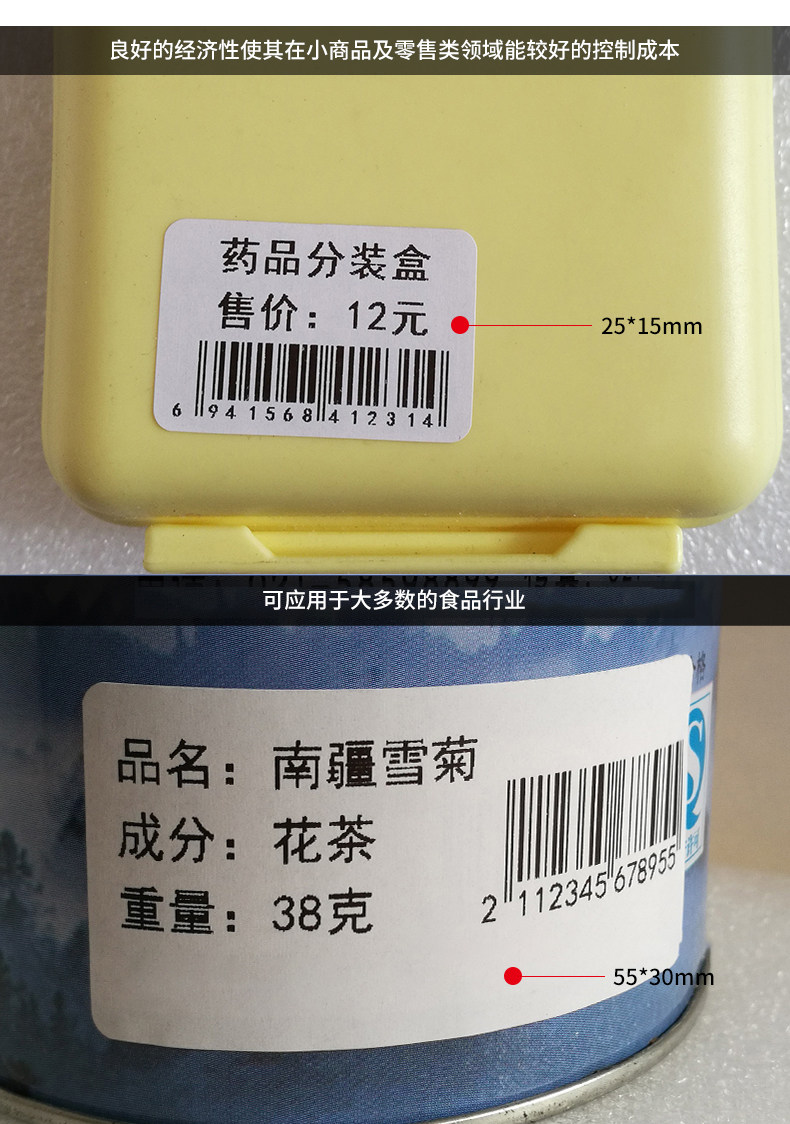 良好的经济性使其在小商品及零售类领域能较好的控制成本
药品分装盒
售价：12元
25*15mm
6 941568 412314
可应用于大多数的食品行业
品名：南疆雪菊
成分：花茶
重量：38克
2 112345 678955
55*30mm